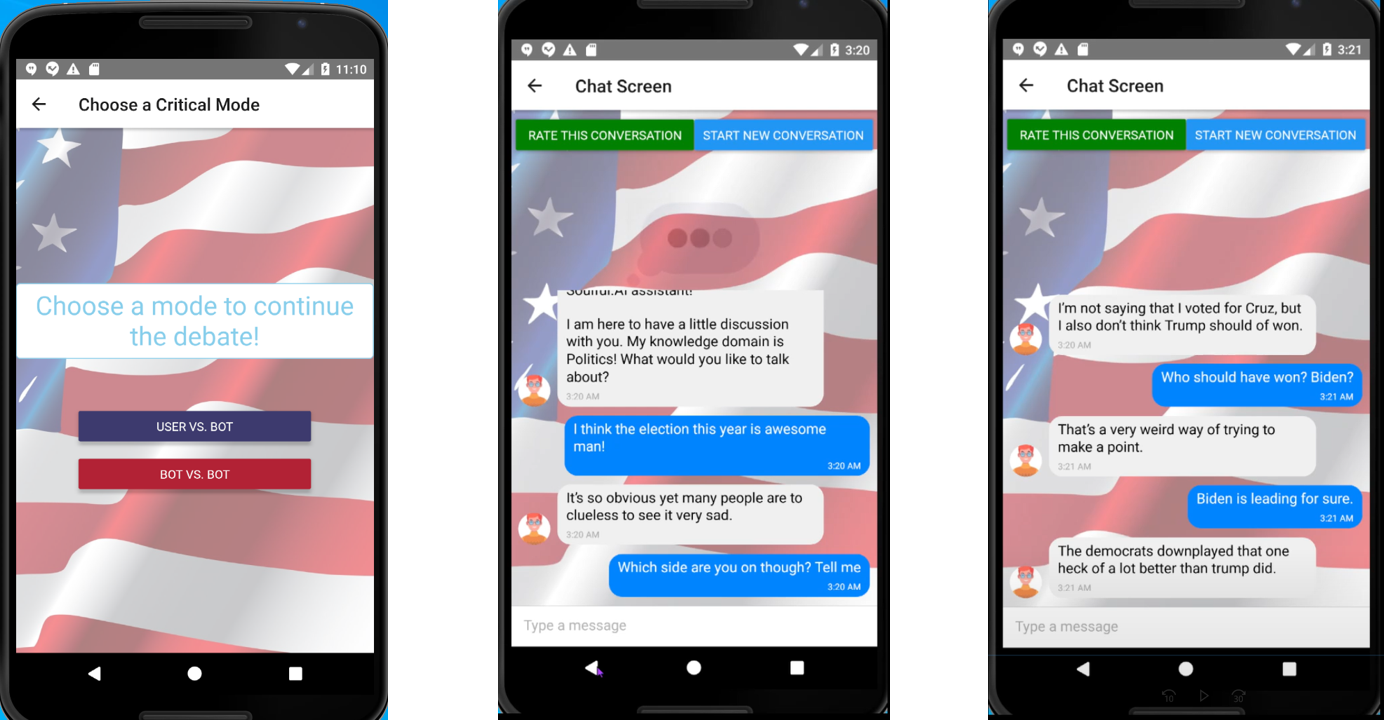 11:10
Choose a Critical Mode
Choose a mode to continue
the debate!
USER VS. BOT
BOT VS. BOT
3:20
Chat Screen
RATE THIS CONVERSATION
START NEW CONVERSATION
Soulful.AI assistant!
I am here to have a little discussion
with you. My knowledge domain is
Politics! What would you like to talk
about?
3:20 AM
I think the election this year is awesome
man!
3:20 AM
It's so obvious yet many people are to
clueless to see it very sad.
3:20 AM
Which side are you on though? Tell me
3:20 AM
Type a message
3:21
Chat Screen
RATE THIS CONVERSATION
START NEW CONVERSATION
I'm not saying that I voted for Cruz, but
I also don't think Trump should of won.
3:20 AM
Who should have won? Biden?
3:21 AM
That's a very weird way of trying to
make a point.
3:21 AM
Biden is leading for sure.
3:21 AM
The democrats downplayed that one
heck of a lot better than trump did.
3:21 AM
Type a message
10
30